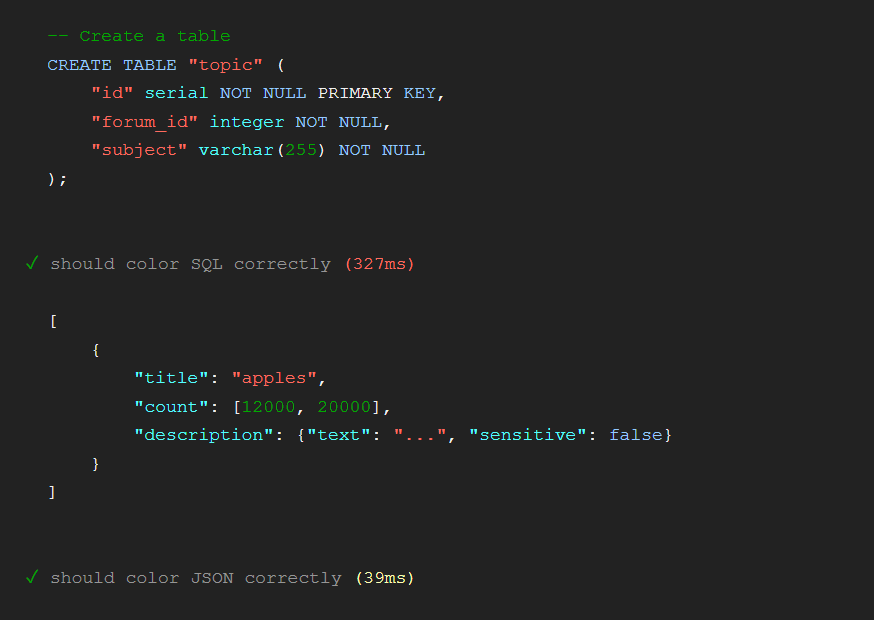 -- Create a table
CREATE TABLE "topic" (
    "id" serial NOT NULL PRIMARY KEY,
    "forum_id" integer NOT NULL,
    "subject" varchar(255) NOT NULL
);
✓ should color SQL correctly (327ms)
[
    {
        "title": "apples",
        "count": [12000, 20000],
        "description": {"text": "...", "sensitive": false}
    }
]
✓ should color JSON correctly (39ms)